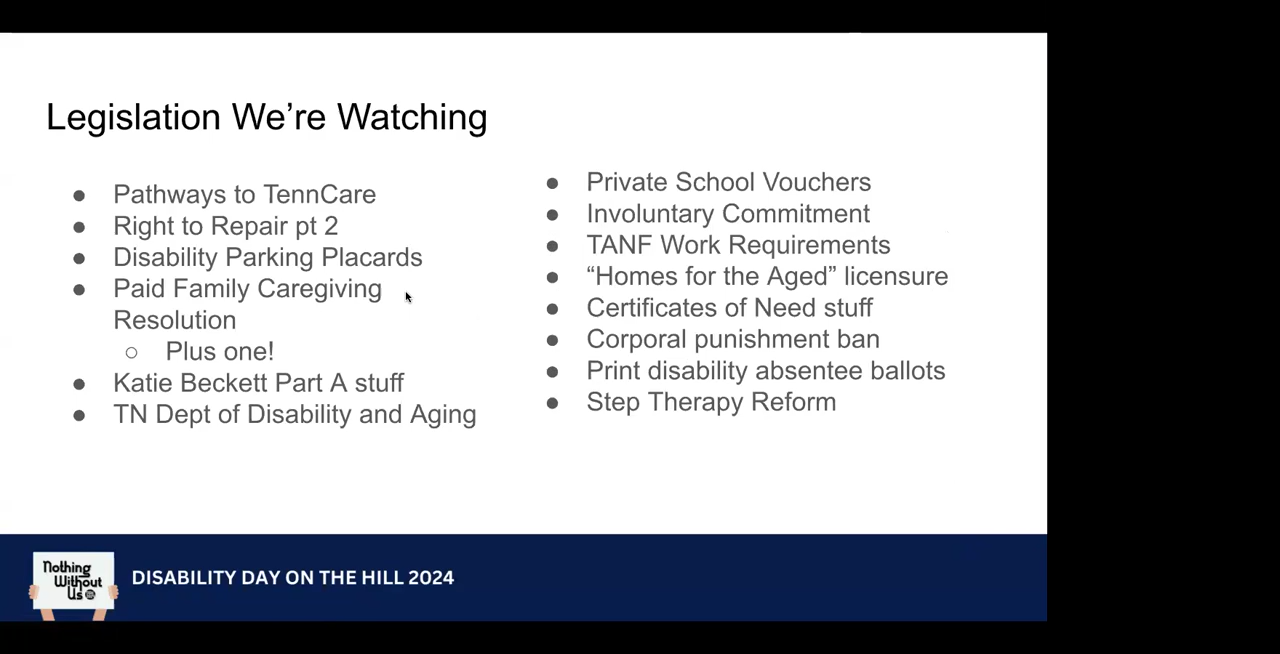 Legislation We’re Watching
● Pathways to TennCare
● Right to Repair pt 2
● Disability Parking Placards
● Paid Family Caregiving
Resolution
○ Plus one!
● Katie Beckett Part A stuff
● TN Dept of Disability and Aging
● Private School Vouchers
● Involuntary Commitment
● TANF Work Requirements
● “Homes for the Aged” licensure
● Certificates of Need stuff
● Corporal punishment ban
● Print disability absentee ballots
● Step Therapy Reform
Nothing
Without
Us
DISABILITY DAY ON THE HILL 2024